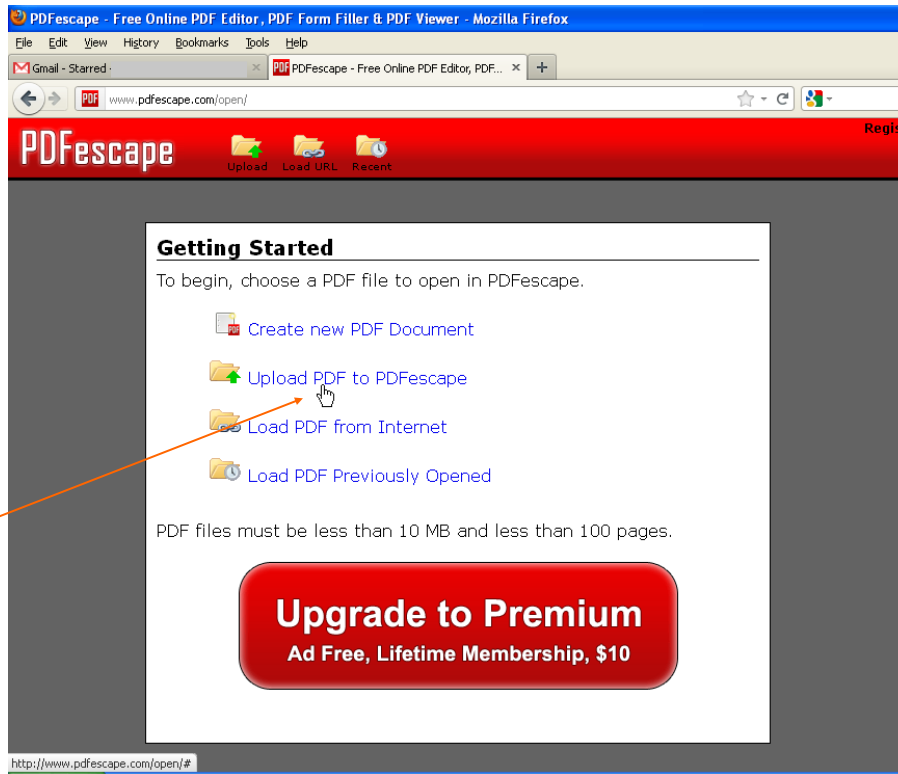 PDFescape - Free Online PDF Editor, PDF Form Filler & PDF Viewer - Mozilla Firefox
File Edit View History Bookmarks Tools Help
Gmail - Starred · × PDF PDFescape - Free Online PDF Editor, PDF... × +
PDF www.pdfescape.com/open/
Regis
PDFescape
Upload Load URL Recent
Getting Started
To begin, choose a PDF file to open in PDFescape.
Create new PDF Document
Upload PDF to PDFescape
Load PDF from Internet
Load PDF Previously Opened
PDF files must be less than 10 MB and less than 100 pages.
Upgrade to Premium
Ad Free, Lifetime Membership, $10
http://www.pdfescape.com/open/#